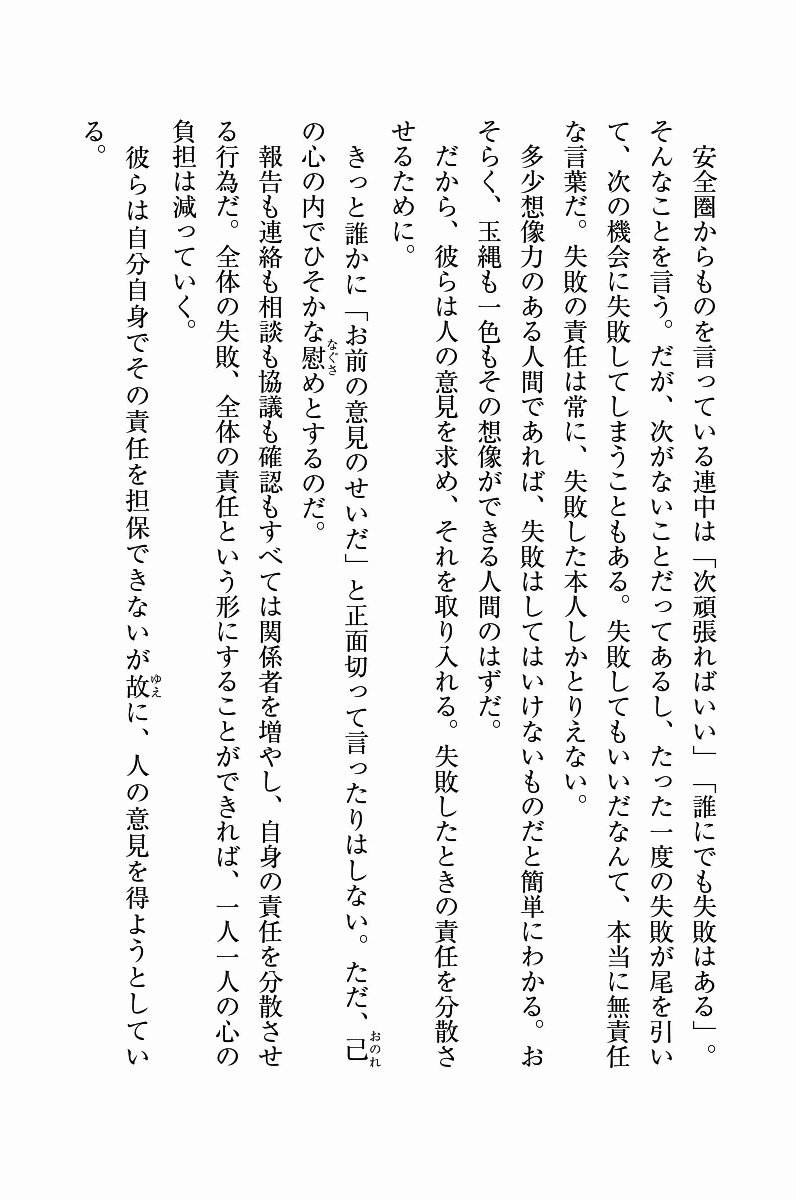 安全圏からものを言っている連中は「次頑張ればいい」「誰にでも失敗はある」。
そんなことを言う。だが、次がないことだってあるし、たった一度の失敗が尾を引い
て、次の機会に失敗してしまうこともある。失敗してもいいだなんて、本当に無責任
な言葉だ。失敗の責任は常に、失敗した本人しかとりえない。
多少想像力のある人間であれば、失敗はしてはいけないものだと簡単にわかる。お
そらく、玉縄も一色もその想像ができる人間のはずだ。
だから、彼らは人の意見を求め、それを取り入れる。失敗したときの責任を分散さ
せるために。
きっと誰かに「お前の意見のせいだ」と正面切って言ったりはしない。ただ、己おのれ
の心の内でひそかな慰なぐさめとするのだ。
報告も連絡も相談も協議も確認もすべては関係者を増やし、自身の責任を分散させ
る行為だ。全体の失敗、全体の責任という形にすることができれば、一人一人の心の
負担は減っていく。
彼らは自分自身でその責任を担保できないが故ゆえに、人の意見を得ようとしてい
る。